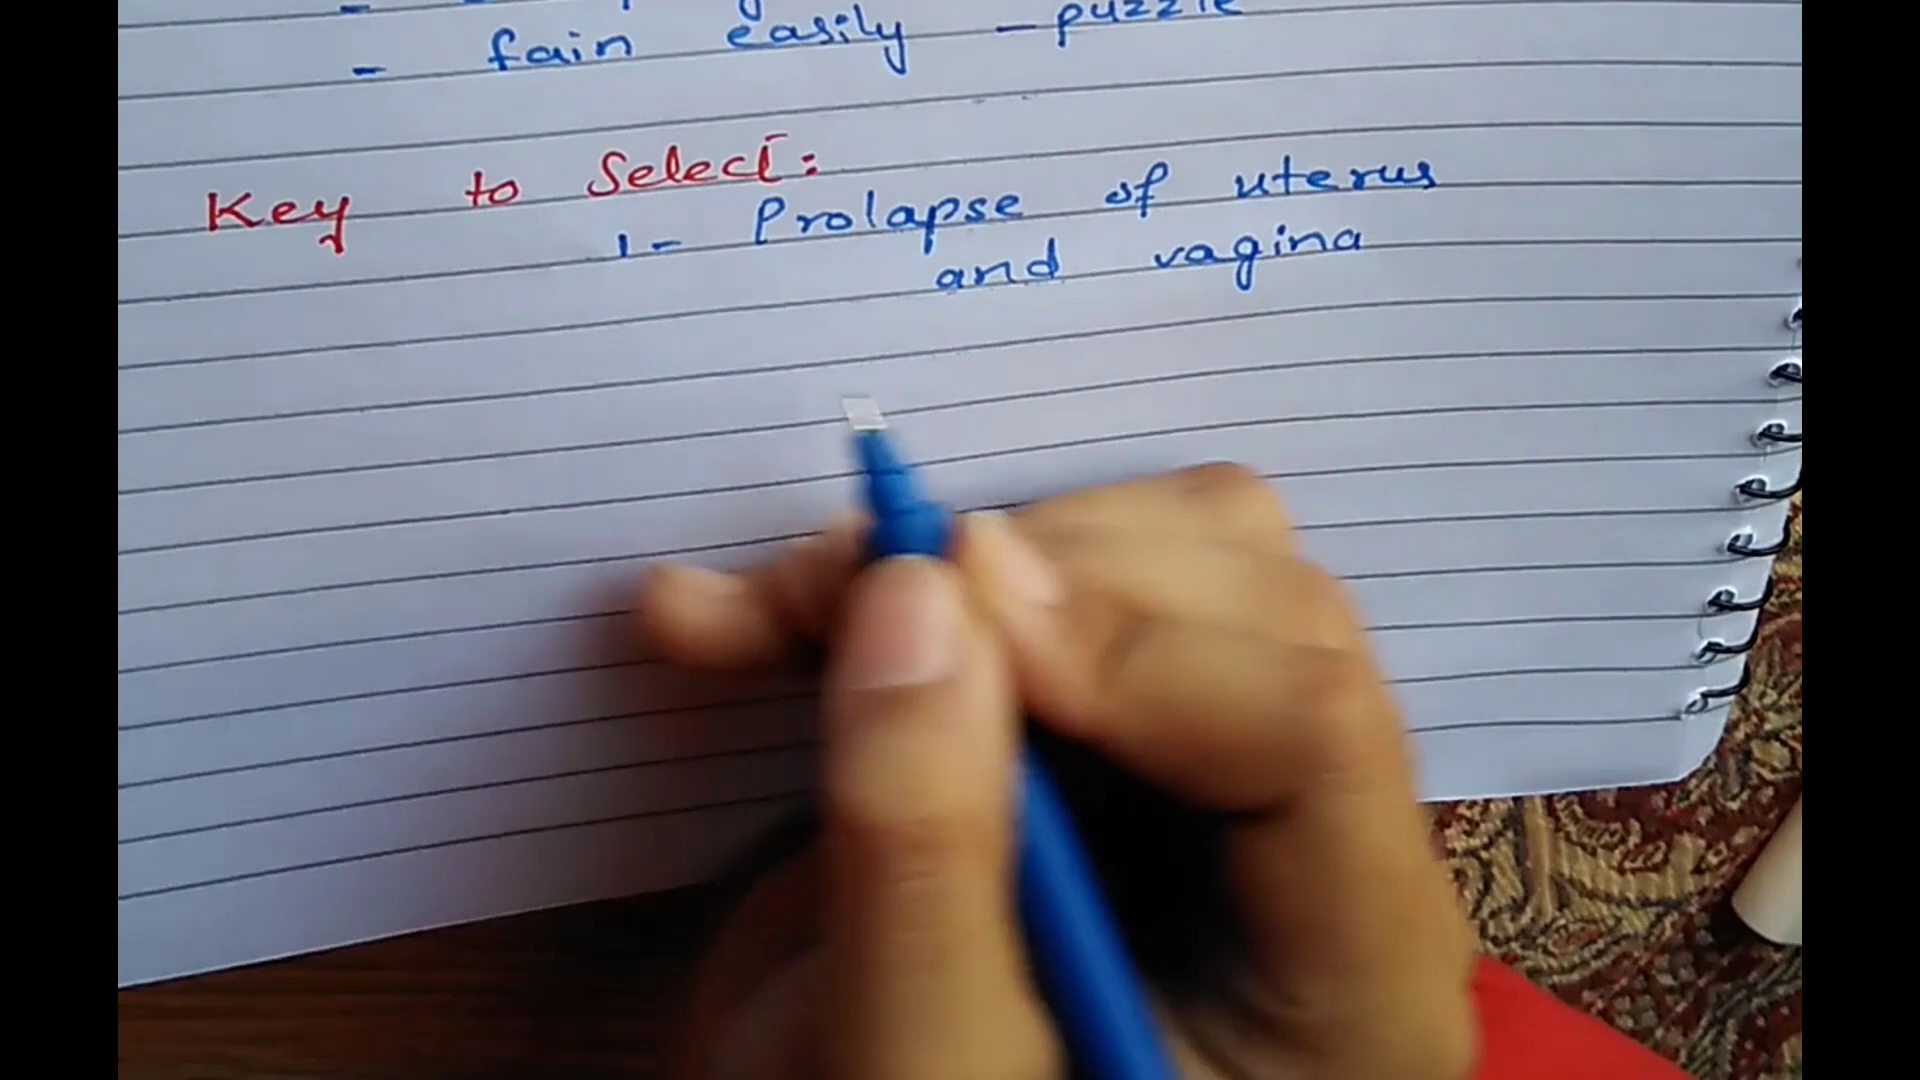 - fain easily - puzzle
Key to Select:
1- Prolapse of uterus
and vagina